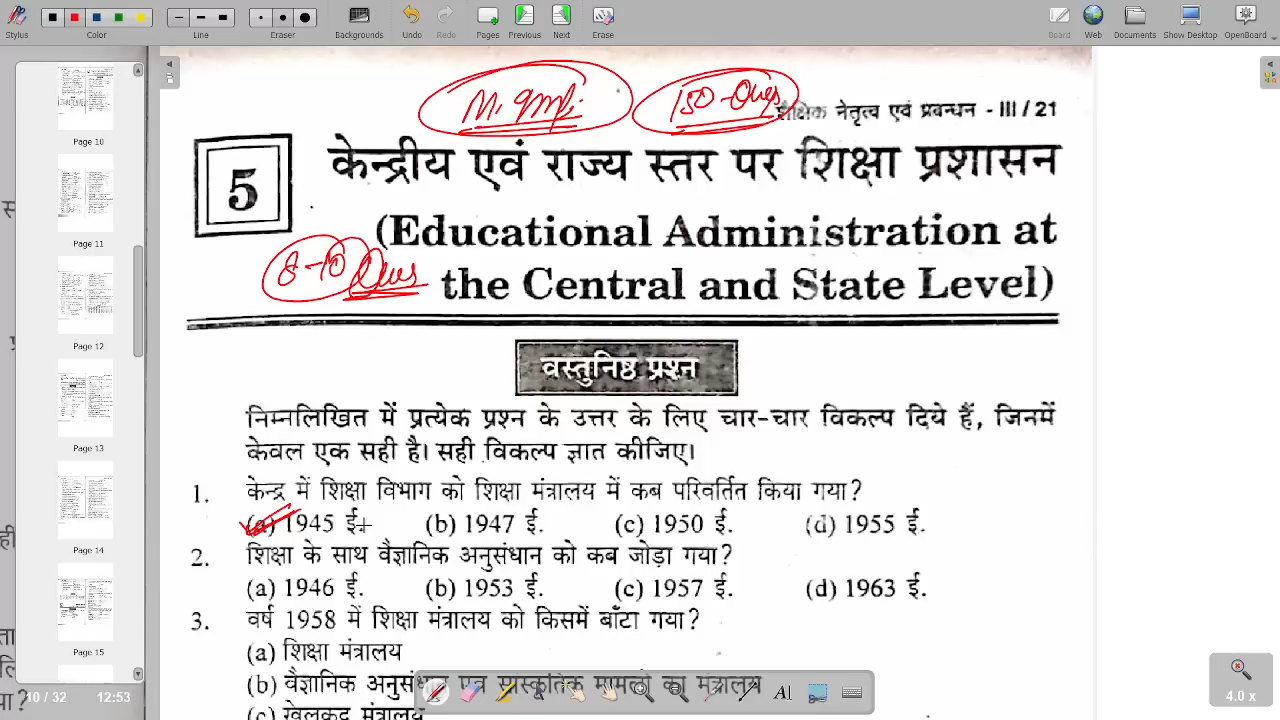 Stylus Color Line Eraser Backgrounds Undo Redo Pages Previous Next Erase Board Web Documents Show Desktop OpenBoard
Page 10
Page 11
Page 12
Page 13
Page 14
Page 15
10 / 32 12:53
150 - Ques
शैक्षिक नेतृत्व एवं प्रबन्धन - III / 21
5
केन्द्रीय एवं राज्य स्तर पर शिक्षा प्रशासन
(Educational Administration at
8-10 Ques
the Central and State Level)
वस्तुनिष्ठ प्रश्न
निम्नलिखित में प्रत्येक प्रश्न के उत्तर के लिए चार-चार विकल्प दिये हैं, जिनमें
केवल एक सही है। सही विकल्प ज्ञात कीजिए।
1. केन्द्र में शिक्षा विभाग को शिक्षा मंत्रालय में कब परिवर्तित किया गया?
(a) 1945 ई. (b) 1947 ई. (c) 1950 ई. (d) 1955 ई.
2. शिक्षा के साथ वैज्ञानिक अनुसंधान को कब जोड़ा गया?
(a) 1946 ई. (b) 1953 ई. (c) 1957 ई. (d) 1963 ई.
3. वर्ष 1958 में शिक्षा मंत्रालय को किसमें बाँटा गया?
(a) शिक्षा मंत्रालय
(b) वैज्ञानिक अनुसंधान एवं सांस्कृतिक मामलों का मंत्रालय
(c) खेलकूद मंत्रालय
4.0 x